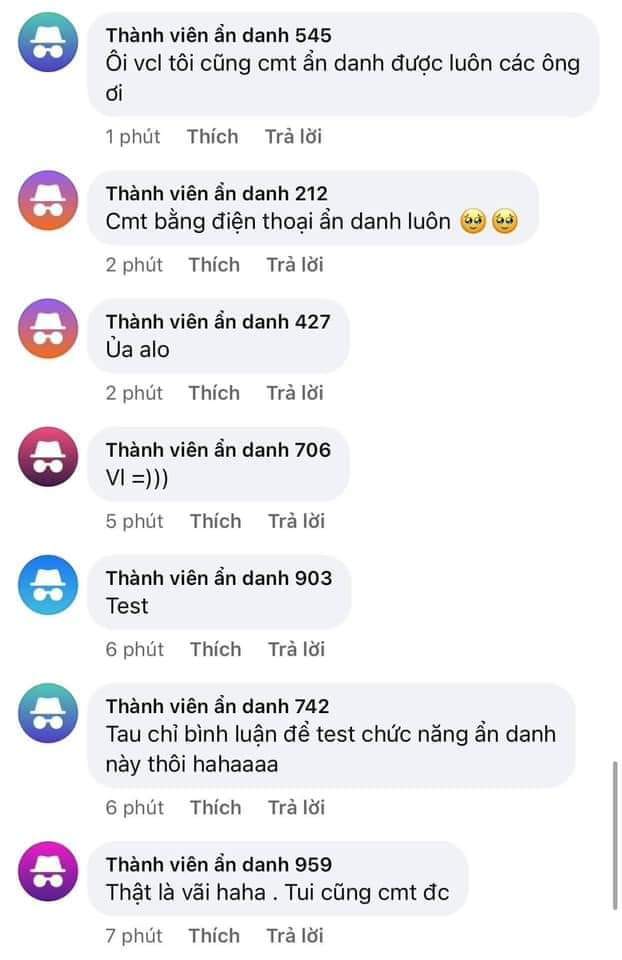 Thành viên ẩn danh 545
Ôi vcl tôi cũng cmt ẩn danh được luôn các ông
ơi
1 phút Thích Trả lời
Thành viên ẩn danh 212
Cmt bằng điện thoại ẩn danh luôn 🥹🥹
2 phút Thích Trả lời
Thành viên ẩn danh 427
Ủa alo
2 phút Thích Trả lời
Thành viên ẩn danh 706
Vl =)))
5 phút Thích Trả lời
Thành viên ẩn danh 903
Test
6 phút Thích Trả lời
Thành viên ẩn danh 742
Tau chỉ bình luận để test chức năng ẩn danh
này thôi hahaaaa
6 phút Thích Trả lời
Thành viên ẩn danh 959
Thật là vãi haha . Tui cũng cmt đc
7 phút Thích Trả lời